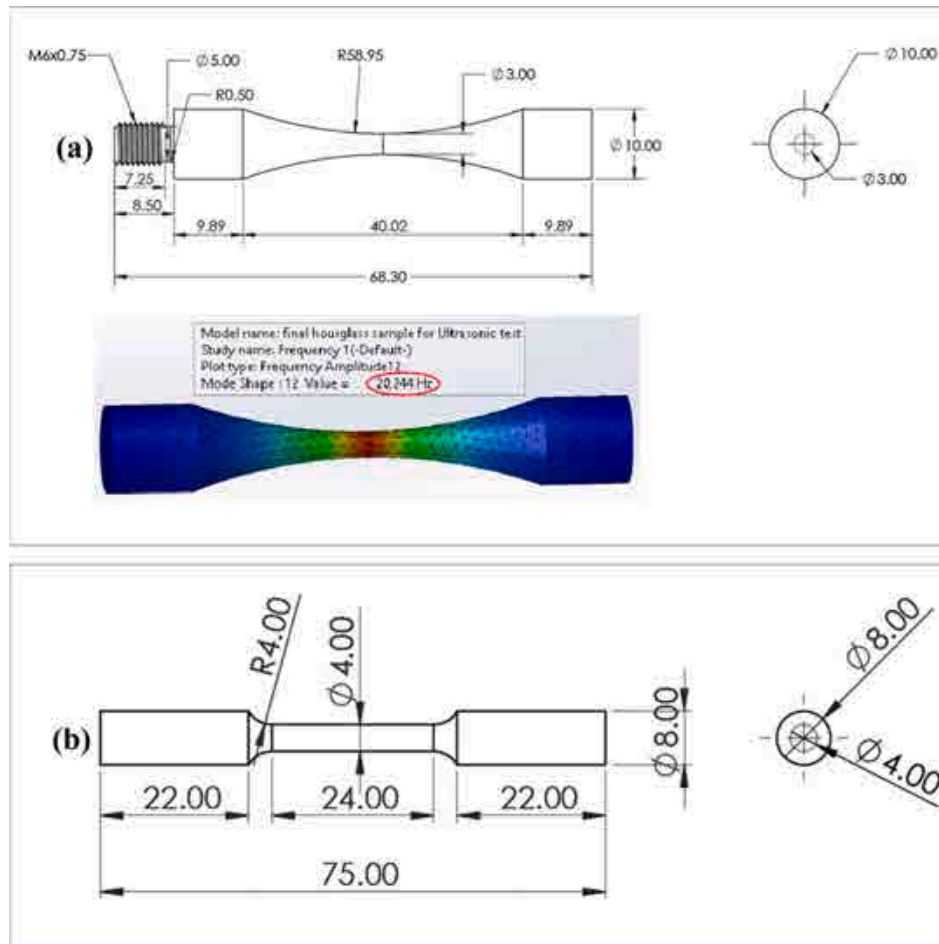 M6x0.75
Ø5.00
R0.50
R58.95
Ø3.00
Ø10.00
(a)
Ø10.00
Ø3.00
7.25
8.50
9.89
40.02
9.89
68.30
Model name: final hourglass sample for Ultrasonic test
Study name: Frequency 1(-Default-)
Plot type: Frequency Amplitude12
Mode Shape : 12 Value = 20.244 Hz
R4.00
Ø4.00
Ø8.00
(b)
Ø8.00
Ø4.00
22.00
24.00
22.00
75.00